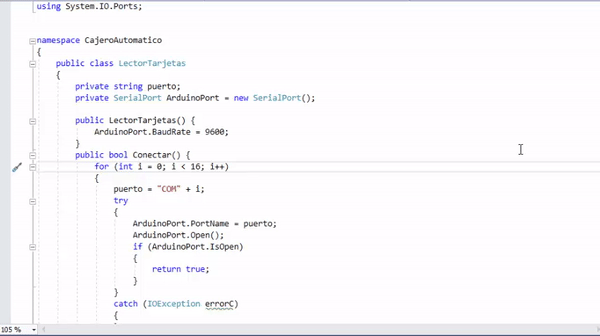 using System.IO.Ports;
namespace CajeroAutomatico
{
public class LectorTarjetas
{
private string puerto;
private SerialPort ArduinoPort = new SerialPort();
public LectorTarjetas() {
ArduinoPort.BaudRate = 9600;
}
public bool Conectar() {
for (int i = 0; i < 16; i++)
{
puerto = "COM" + i;
try
{
ArduinoPort.PortName = puerto;
ArduinoPort.Open();
if (ArduinoPort.IsOpen)
{
return true;
}
}
catch (IOException errorC)
{
105 %